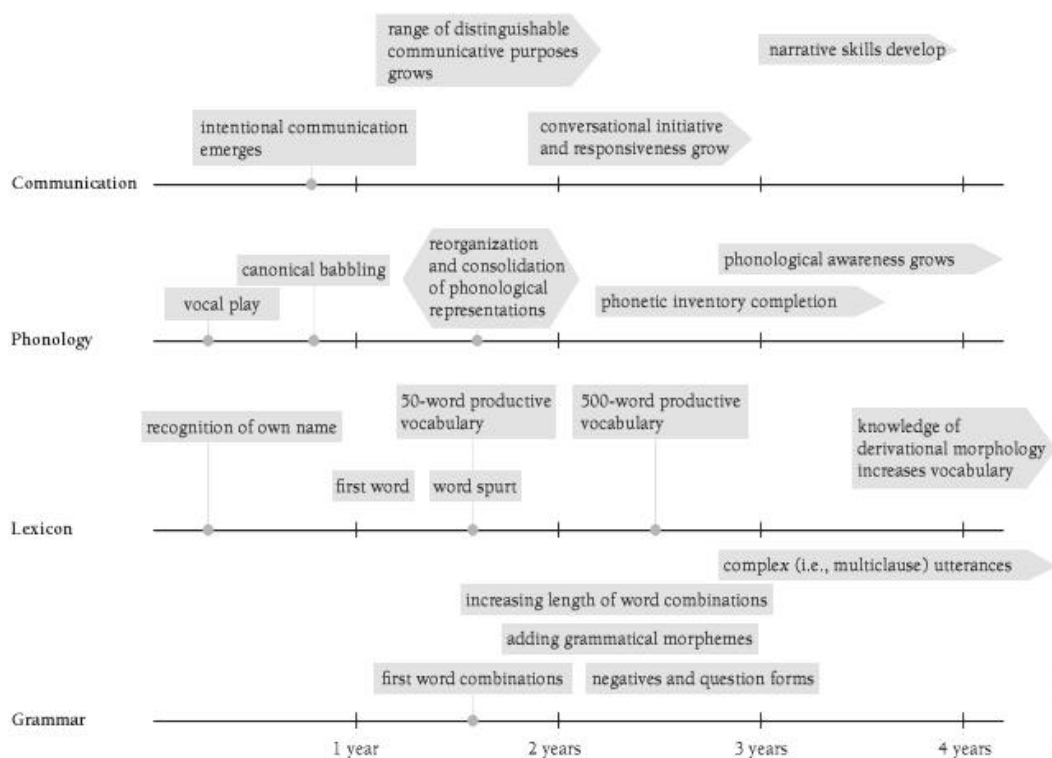 range of distinguishable
communicative purposes
grows
narrative skills develop
intentional communication
emerges
conversational initiative
and responsiveness grow
Communication
reorganization
and consolidation
of phonological
representations
phonological awareness grows
canonical babbling
vocal play
phonetic inventory completion
Phonology
recognition of own name
50-word productive
vocabulary
500-word productive
vocabulary
knowledge of
derivational morphology
increases vocabulary
first word
word spurt
Lexicon
complex (i.e., multiclause) utterances
increasing length of word combinations
adding grammatical morphemes
first word combinations
negatives and question forms
Grammar
1 year
2 years
3 years
4 years